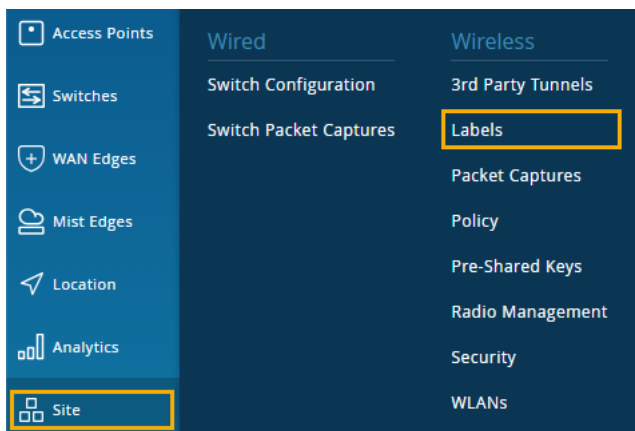 Access Points
Switches
WAN Edges
Mist Edges
Location
Analytics
Site
Wired
Switch Configuration
Switch Packet Captures
Wireless
3rd Party Tunnels
Labels
Packet Captures
Policy
Pre-Shared Keys
Radio Management
Security
WLANs